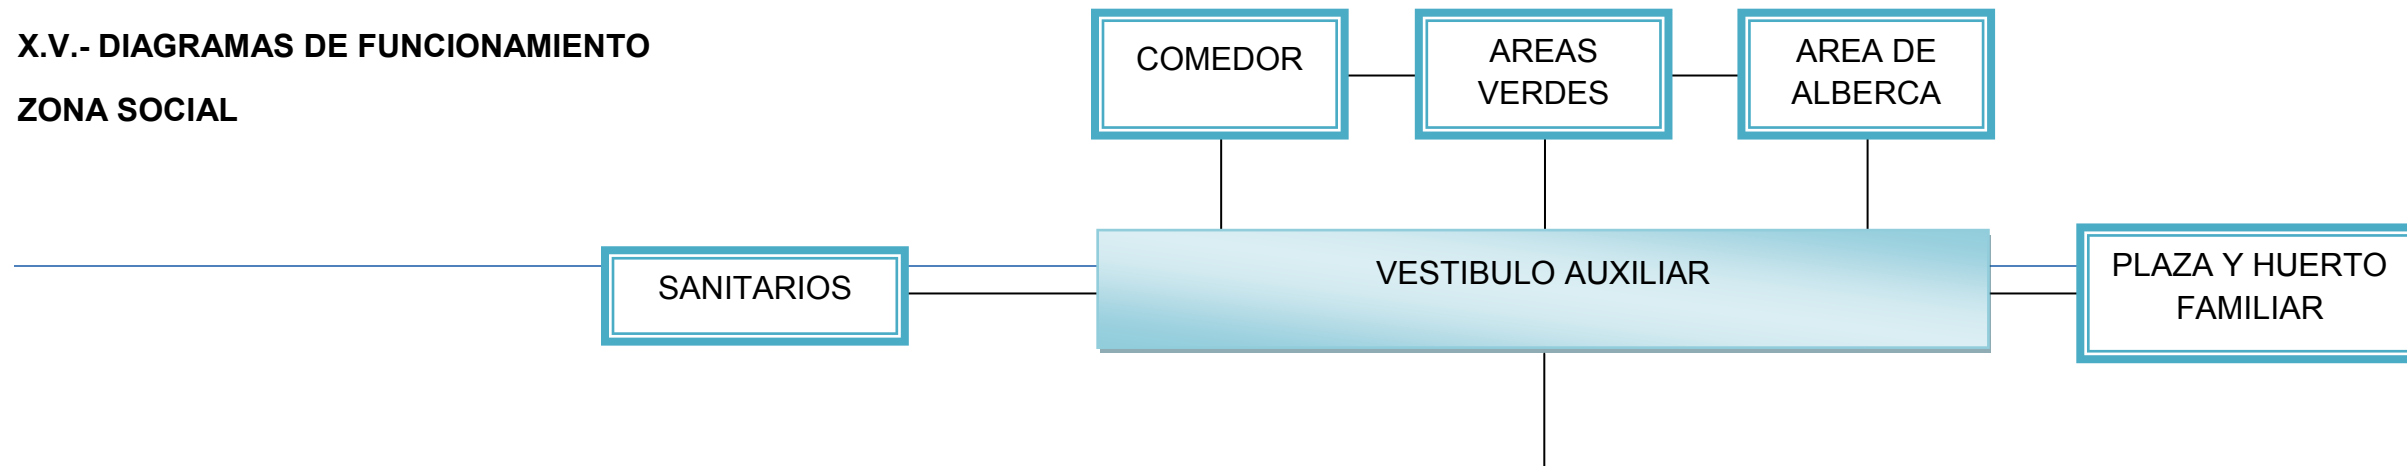 X.V.- DIAGRAMAS DE FUNCIONAMIENTO
ZONA SOCIAL
COMEDOR
AREAS
VERDES
AREA DE
ALBERCA
SANITARIOS
VESTIBULO AUXILIAR
PLAZA Y HUERTO
FAMILIAR